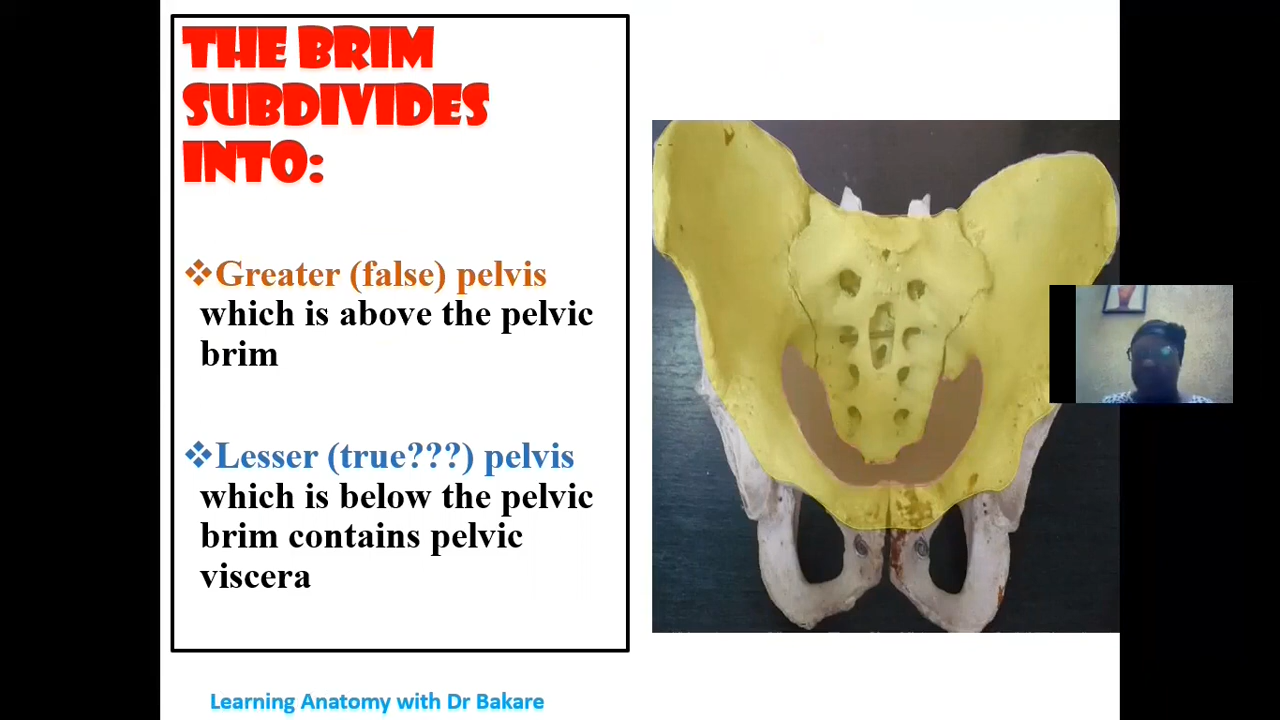 THE BRIM
SUBDIVIDES
INTO:
❖Greater (false) pelvis
which is above the pelvic
brim
❖Lesser (true???) pelvis
which is below the pelvic
brim contains pelvic
viscera
Learning Anatomy with Dr Bakare